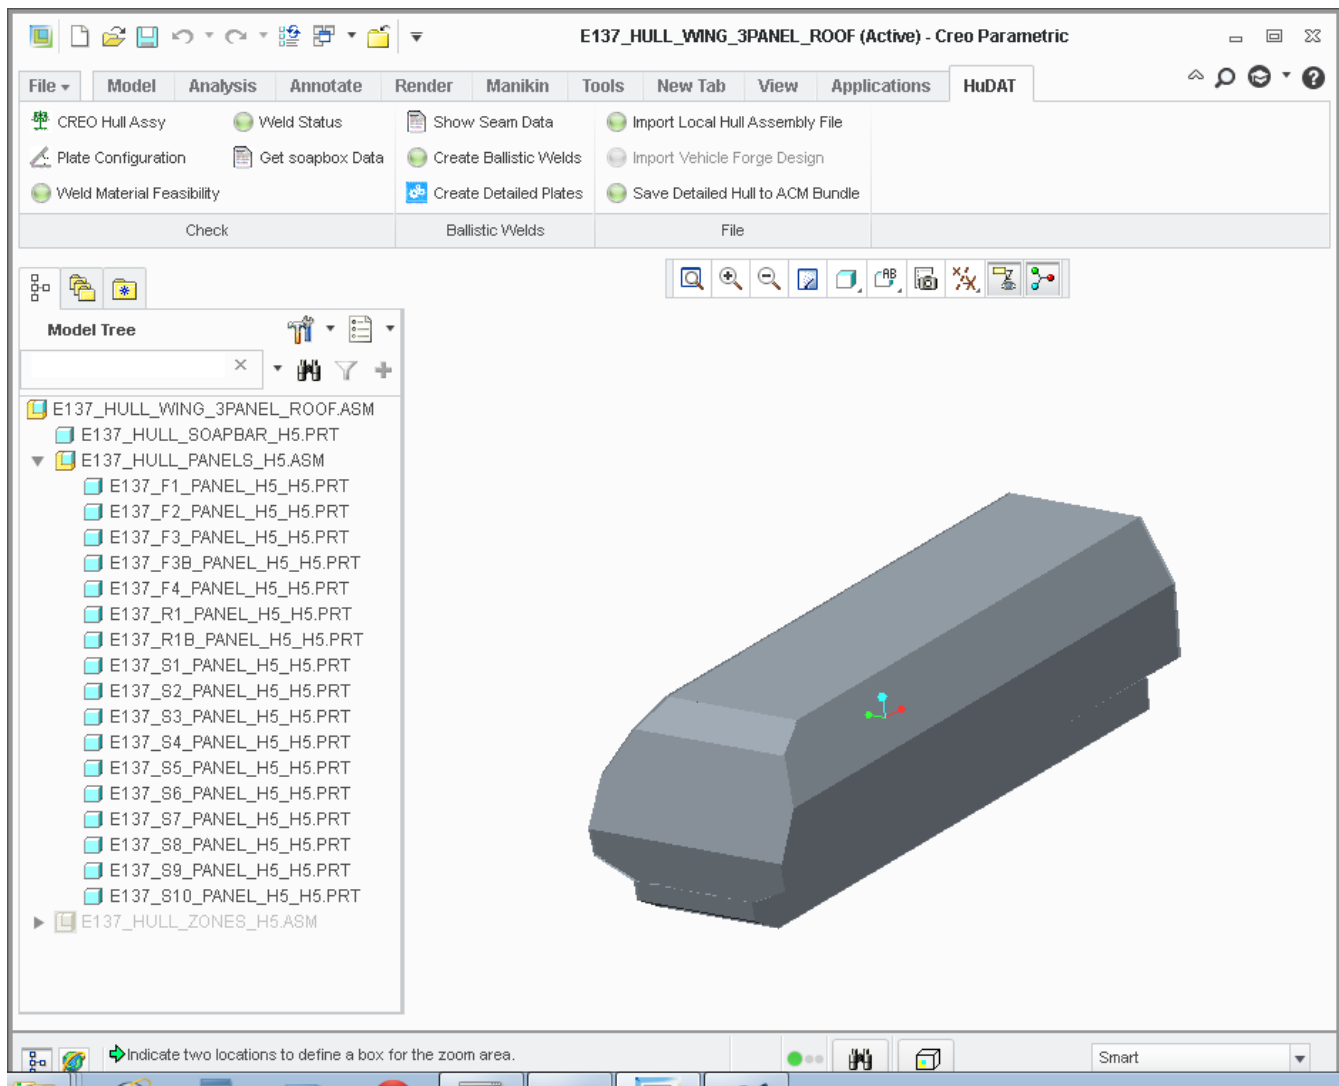 E137_HULL_WING_3PANEL_ROOF (Active) - Creo Parametric
File Model Analysis Annotate Render Manikin Tools New Tab View Applications HuDAT
CREO Hull Assy Weld Status Show Seam Data Import Local Hull Assembly File
Plate Configuration Get soapbox Data Create Ballistic Welds Import Vehicle Forge Design
Weld Material Feasibility Create Detailed Plates Save Detailed Hull to ACM Bundle
Check Ballistic Welds File
Model Tree
E137_HULL_WING_3PANEL_ROOF.ASM
E137_HULL_SOAPBAR_H5.PRT
E137_HULL_PANELS_H5.ASM
E137_F1_PANEL_H5_H5.PRT
E137_F2_PANEL_H5_H5.PRT
E137_F3_PANEL_H5_H5.PRT
E137_F3B_PANEL_H5_H5.PRT
E137_F4_PANEL_H5_H5.PRT
E137_R1_PANEL_H5_H5.PRT
E137_R1B_PANEL_H5_H5.PRT
E137_S1_PANEL_H5_H5.PRT
E137_S2_PANEL_H5_H5.PRT
E137_S3_PANEL_H5_H5.PRT
E137_S4_PANEL_H5_H5.PRT
E137_S5_PANEL_H5_H5.PRT
E137_S6_PANEL_H5_H5.PRT
E137_S7_PANEL_H5_H5.PRT
E137_S8_PANEL_H5_H5.PRT
E137_S9_PANEL_H5_H5.PRT
E137_S10_PANEL_H5_H5.PRT
E137_HULL_ZONES_H5.ASM
Indicate two locations to define a box for the zoom area.
Smart